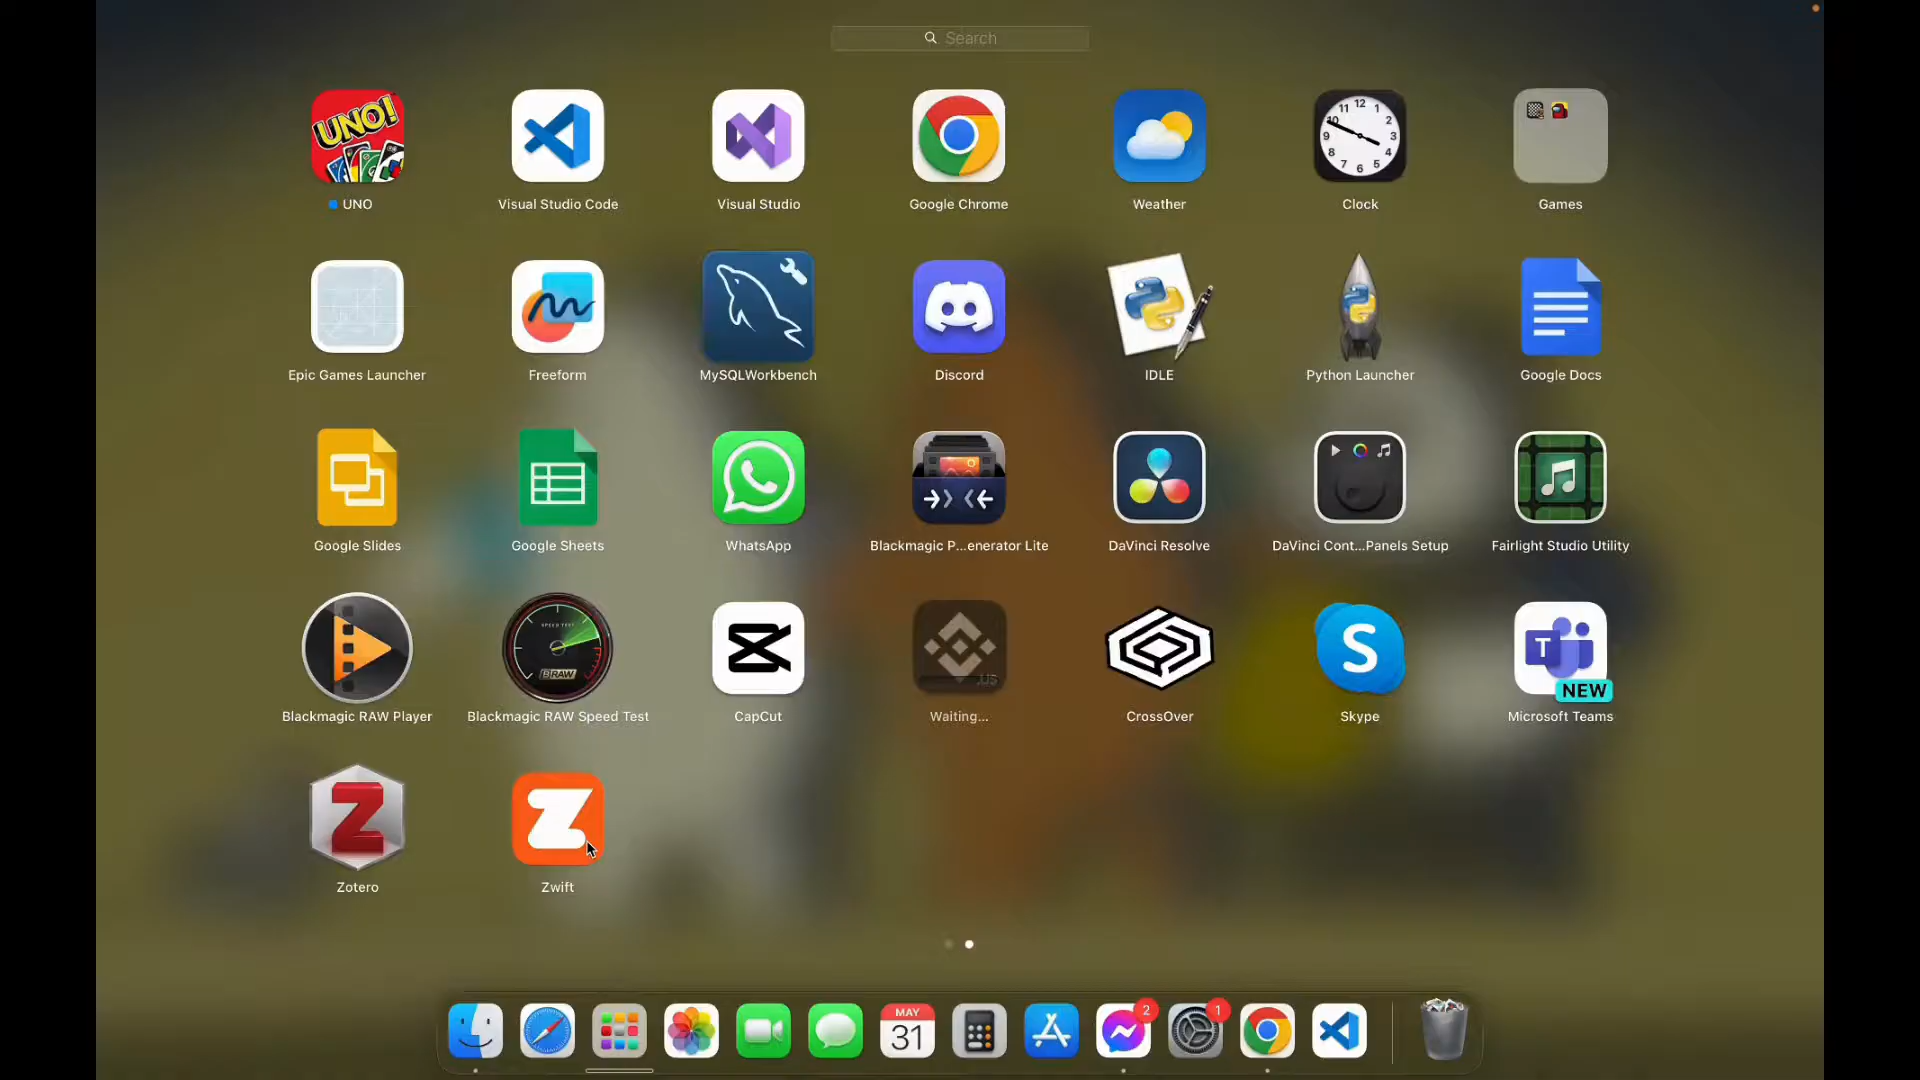 Search
UNO!
UNO
Visual Studio Code
Visual Studio
Google Chrome
Weather
Clock
Games
Epic Games Launcher
Freeform
MySQLWorkbench
Discord
IDLE
Python Launcher
Google Docs
Google Slides
Google Sheets
WhatsApp
Blackmagic P...enerator Lite
DaVinci Resolve
DaVinci Cont...Panels Setup
Fairlight Studio Utility
SPEED TEST
BRAW
.us
S
T
NEW
Blackmagic RAW Player
Blackmagic RAW Speed Test
CapCut
Waiting...
CrossOver
Skype
Microsoft Teams
Z
Z
Zotero
Zwift
MAY
31
2
1